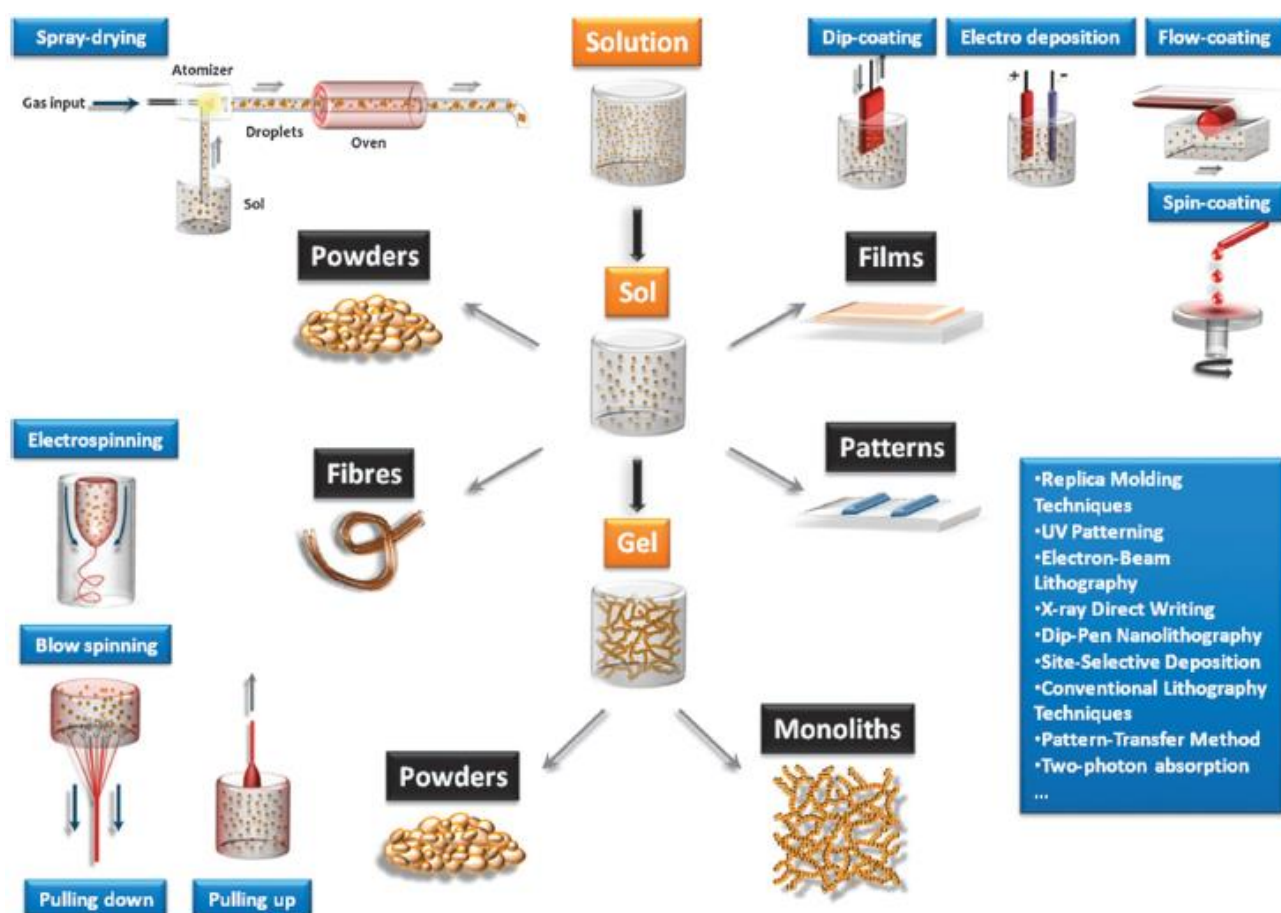 Spray-drying
Solution
Dip-coating
Electro deposition
Flow-coating
Atomizer
Gas input
Droplets
Oven
Sol
+
-
Spin-coating
Powders
Sol
Films
Electrospinning
Fibres
Patterns
Gel
•Replica Molding
Techniques
•UV Patterning
•Electron-Beam
Lithography
•X-ray Direct Writing
•Dip-Pen Nanolithography
•Site-Selective Deposition
•Conventional Lithography
Techniques
•Pattern-Transfer Method
•Two-photon absorption
...
Blow spinning
Powders
Monoliths
Pulling down
Pulling up